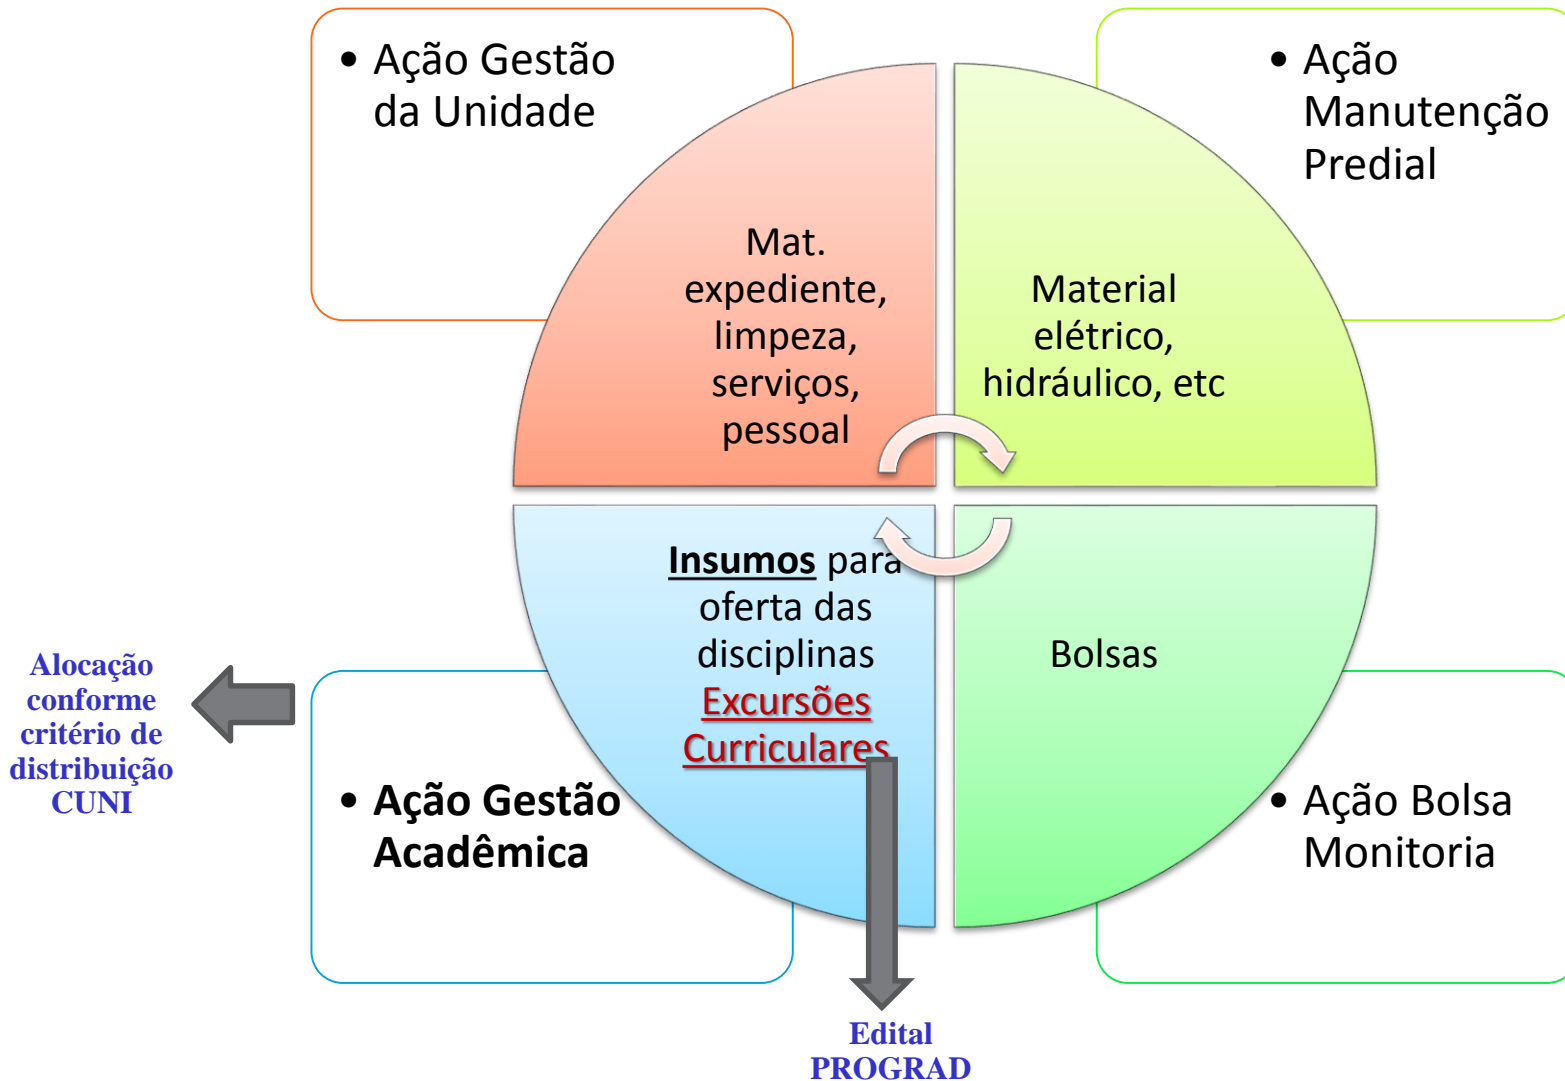 • Ação Gestão
da Unidade
• Ação
Manutenção
Predial
Mat.
expediente,
limpeza,
serviços,
pessoal
Material
elétrico,
hidráulico, etc
Insumos para
oferta das
disciplinas
Excursões
Curriculares
Bolsas
Alocação
conforme
critério de
distribuição
CUNI
• Ação Gestão
Acadêmica
• Ação Bolsa
Monitoria
Edital
PROGRAD